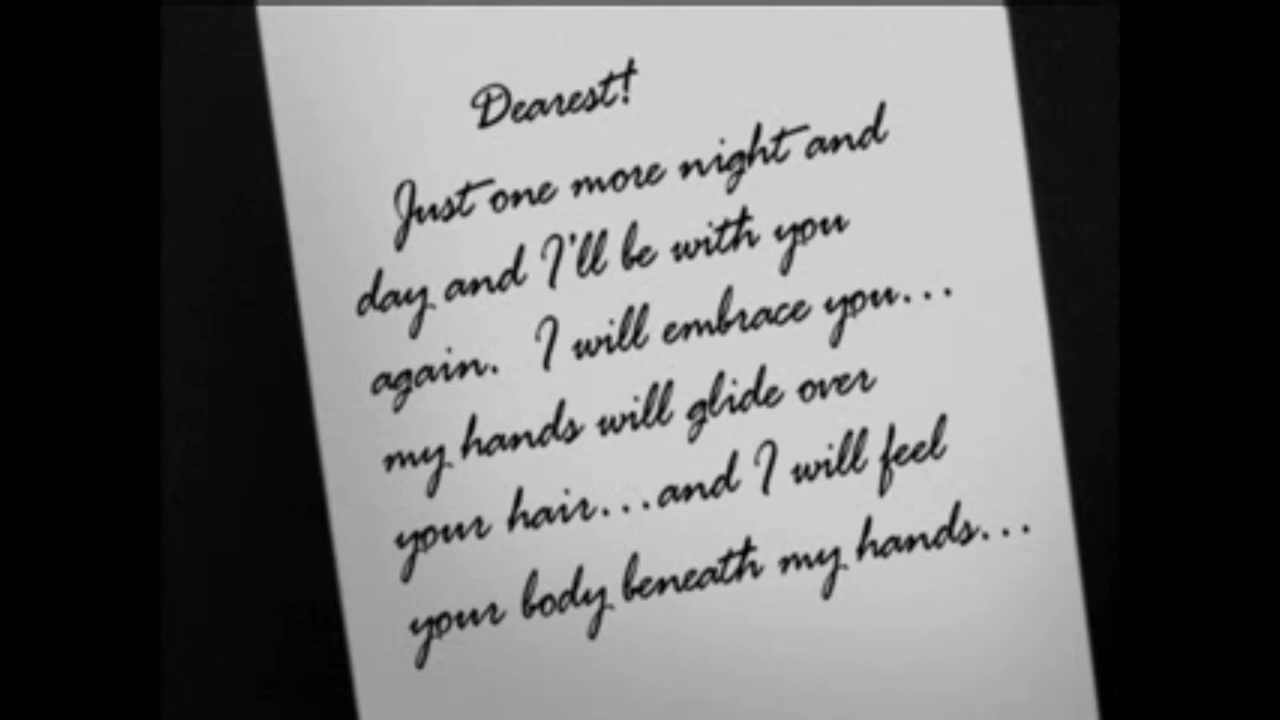 Dearest!
Just one more night and
day and I'll be with you
again. I will embrace you...
my hands will glide over
your hair...and I will feel
your body beneath my hands...